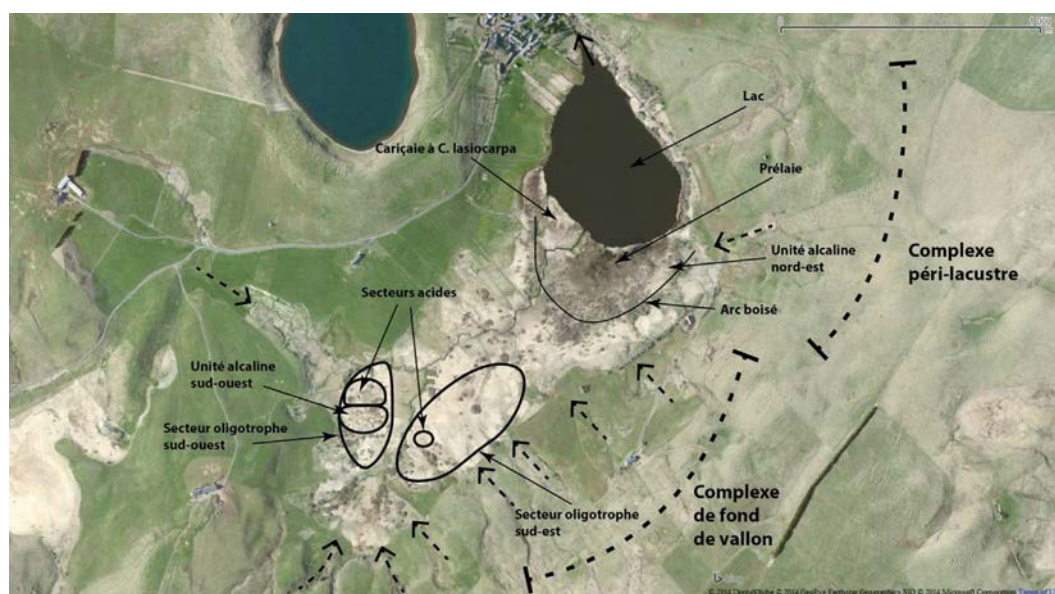 0
Lac
Cariçaie à C. lasiocarpa
Prélaie
Unité alcaline
nord-est
Complexe
péri-lacustre
Secteurs acides
Arc boisé
Unité alcaline
sud-ouest
Secteur oligotrophe
sud-ouest
Complexe
de fond
de vallon
Secteur oligotrophe
sud-est